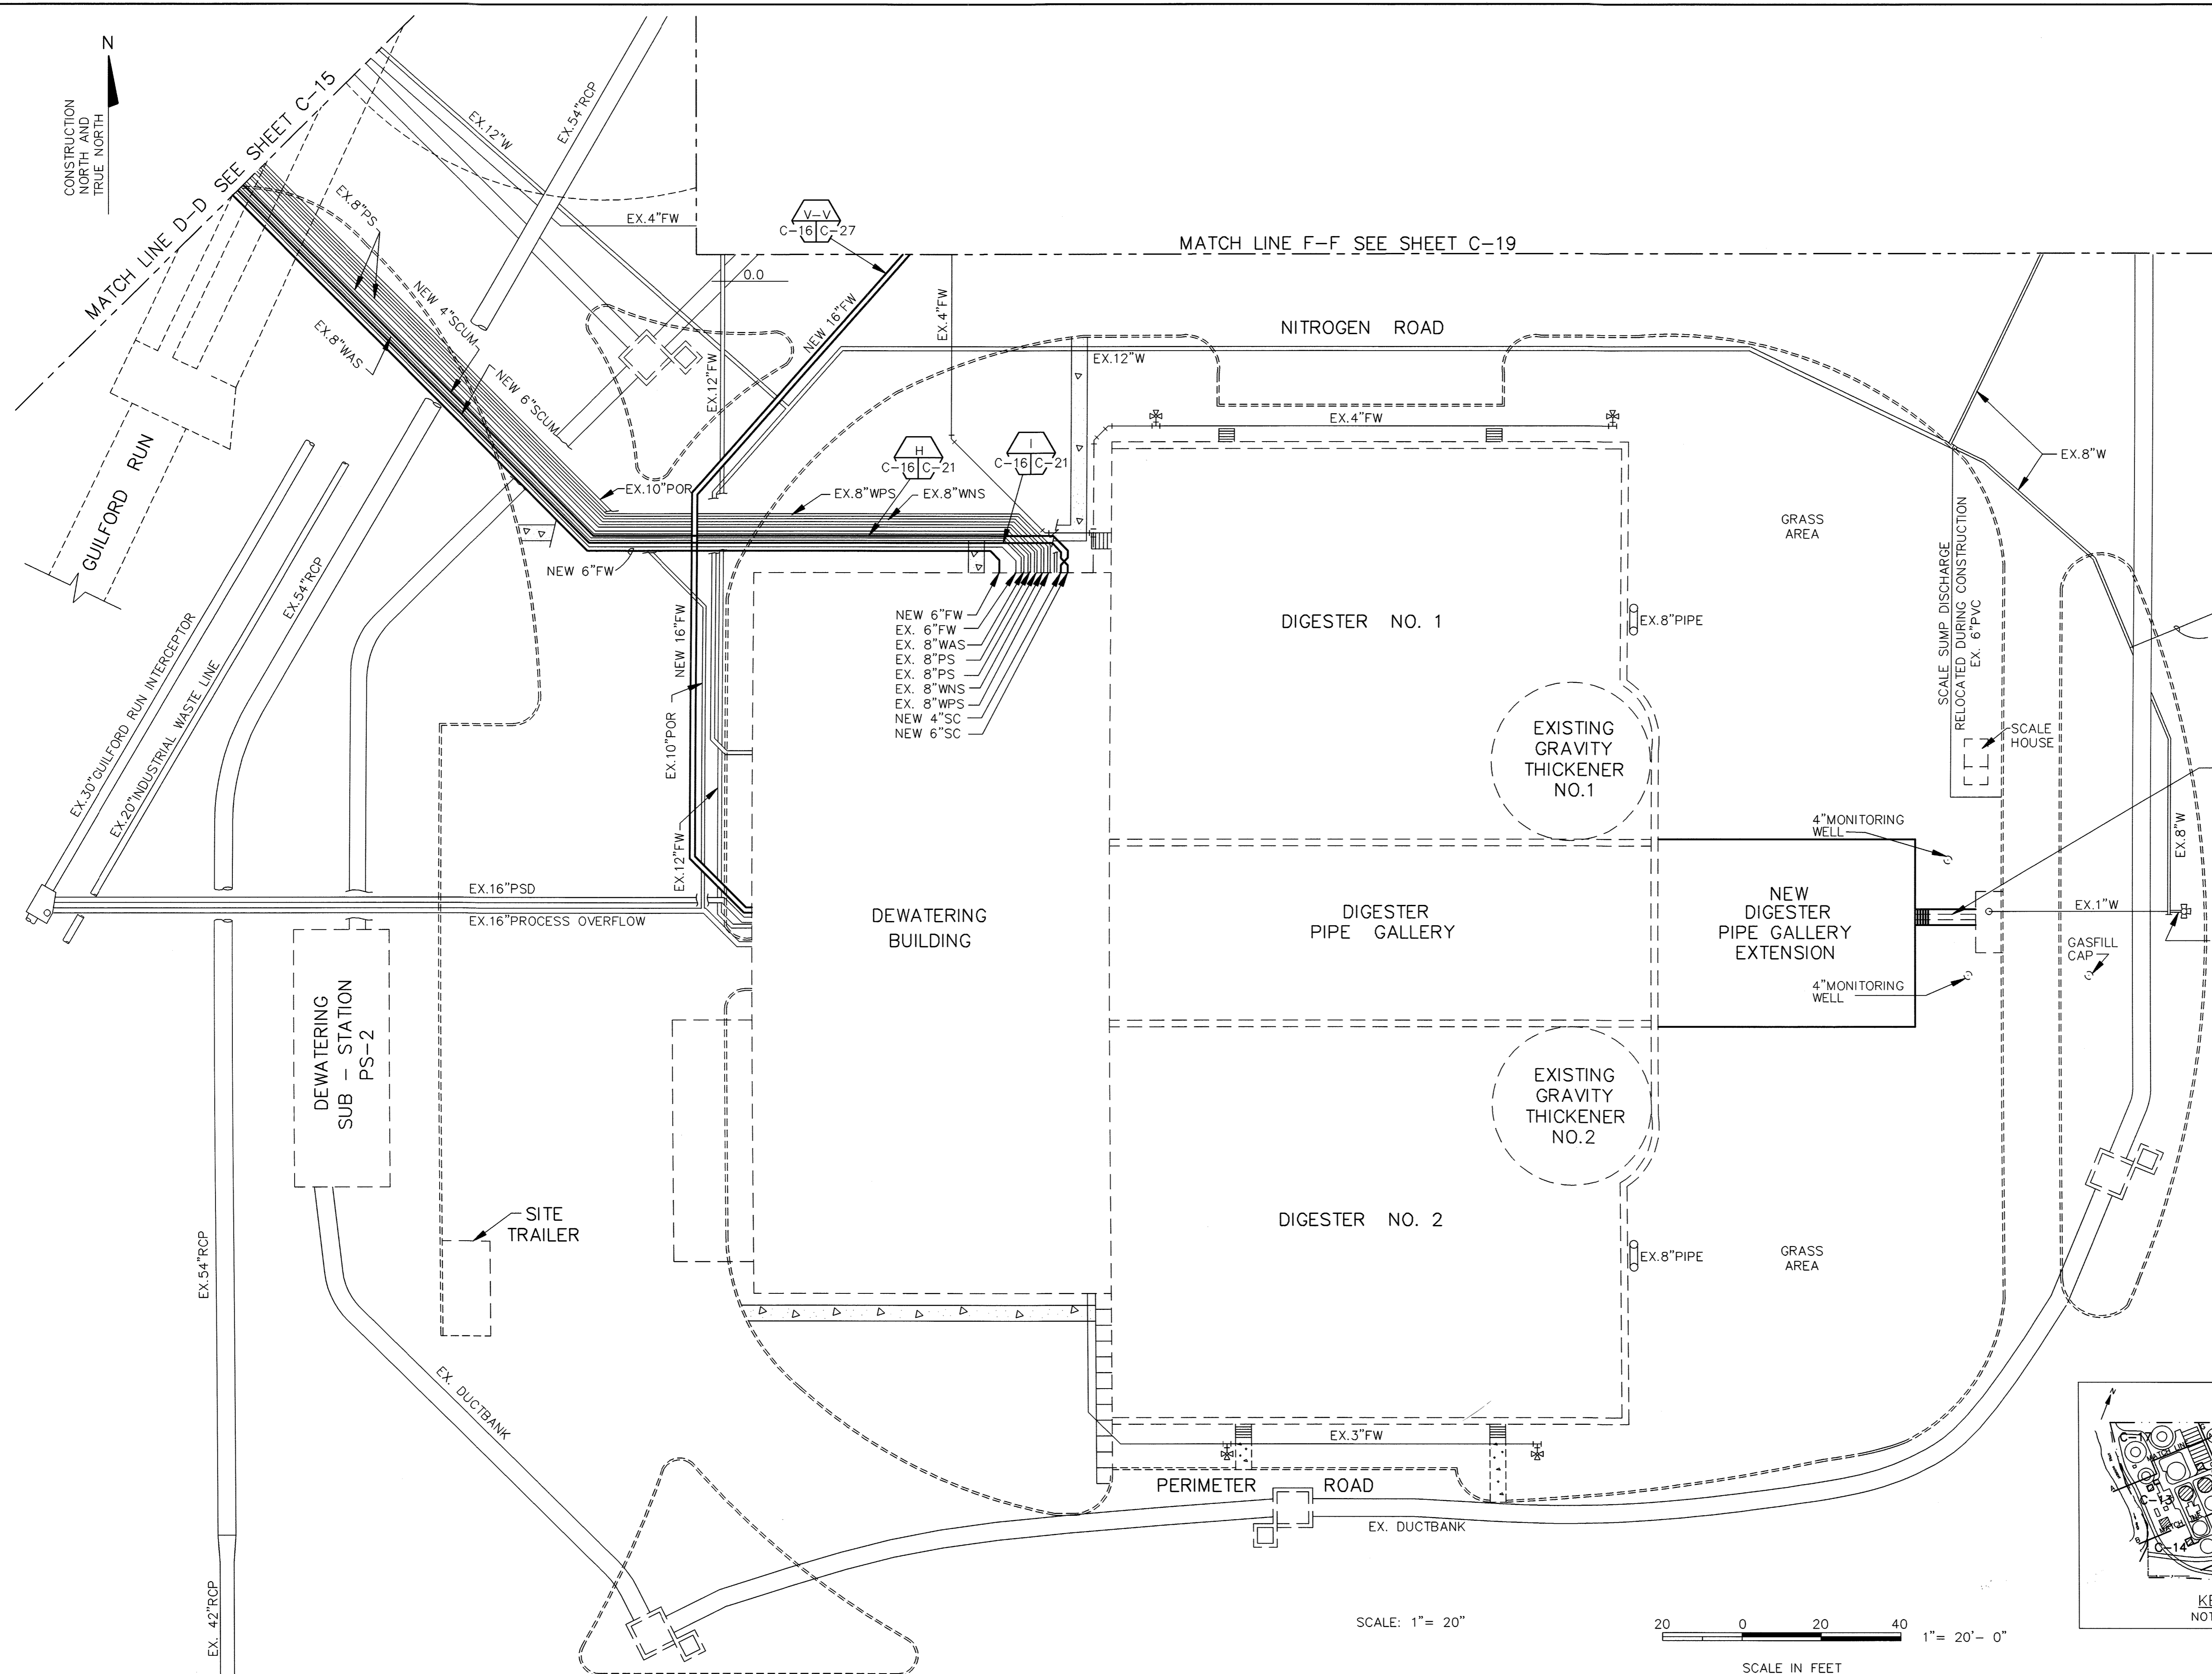 N
CONSTRUCTION
NORTH AND
TRUE NORTH
MATCH LINE D-D SEE SHEET C-15
EX.12"W
EX.54"RCP
EX.4"FW
V-V
C-16 C-27
MATCH LINE F-F SEE SHEET C-19
0.0
EX.8"PS
NEW 4"SCUM
EX.8"WAS
NEW 6"SCUM
EX.12"FW
NEW 16"FW
EX.4"FW
NITROGEN ROAD
EX.12"W
EX.4"FW
GUILFORD RUN
H
C-16 C-21
I
C-16 C-21
EX.10"POR
EX.8"WPS
EX.8"WNS
EX.8"W
GRASS
AREA
SCALE SUMP DISCHARGE
RELOCATED DURING CONSTRUCTION
EX. 6"PVC
NEW 6"FW
EX.54"RCP
EX.30"GUILFORD RUN INTERCEPTOR
EX.20"INDUSTRIAL WASTE LINE
NEW 16"FW
NEW 6"FW
EX. 6"FW
EX. 8"WAS
EX. 8"PS
EX. 8"PS
EX. 8"WNS
EX. 8"WPS
NEW 4"SC
NEW 6"SC
DIGESTER NO. 1
EX.8"PIPE
EX.10"POR
EXISTING
GRAVITY
THICKENER
NO.1
SCALE
HOUSE
EX.12"FW
4"MONITORING
WELL
EX.8"W
EX.16"PSD
EX.16"PROCESS OVERFLOW
DEWATERING
BUILDING
DIGESTER
PIPE GALLERY
NEW
DIGESTER
PIPE GALLERY
EXTENSION
EX.1"W
GASFILL
CAP
4"MONITORING
WELL
DEWATERING
SUB - STATION
PS-2
EXISTING
GRAVITY
THICKENER
NO.2
SITE
TRAILER
DIGESTER NO. 2
EX.8"PIPE
GRASS
AREA
EX.54"RCP
EX. DUCTBANK
EX.3"FW
PERIMETER ROAD
EX. DUCTBANK
EX. 42"RCP
SCALE: 1"= 20"
20 0 20 40
1"= 20'- 0"
SCALE IN FEET
N
C-17
MATCH LINE
A
C-13
MATCH LINE
B
C-14